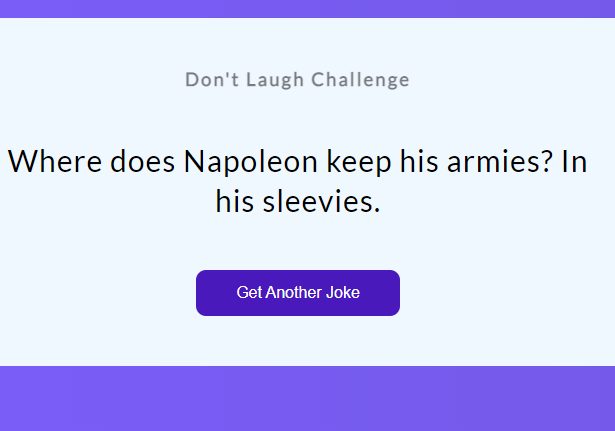 Don't Laugh Challenge
Where does Napoleon keep his armies? In
his sleevies.
Get Another Joke